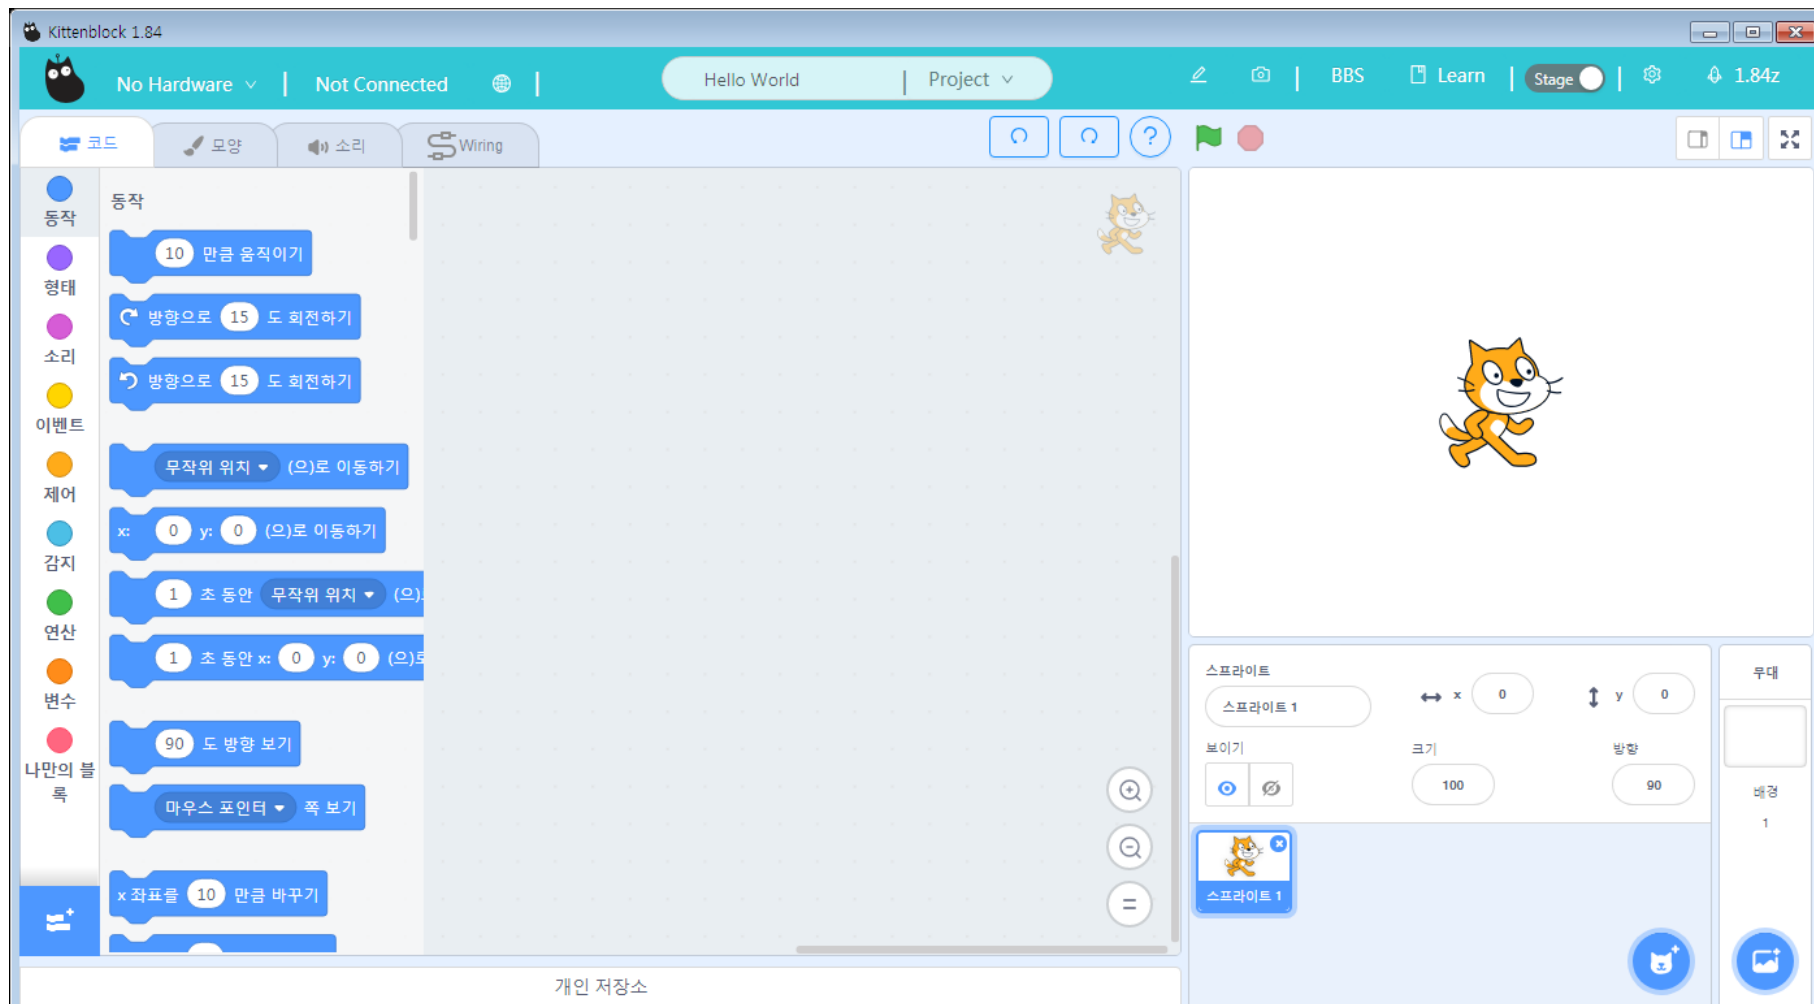 Kittenblock 1.84
No Hardware
Not Connected
Hello World
Project
BBS
Learn
Stage
1.84z
코드
모양
소리
Wiring
동작
형태
소리
이벤트
제어
감지
연산
변수
나만의 블
록
동작
10 만큼 움직이기
방향으로 15 도 회전하기
방향으로 15 도 회전하기
무작위 위치 (으)로 이동하기
x: 0 y: 0 (으)로 이동하기
1 초 동안 무작위 위치 (으)
1 초 동안 x: 0 y: 0 (으)로
90 도 방향 보기
마우스 포인터 쪽 보기
x 좌표를 10 만큼 바꾸기
개인 저장소
스프라이트
스프라이트 1
x 0
y 0
보이기
크기
100
방향
90
스프라이트 1
무대
배경
1